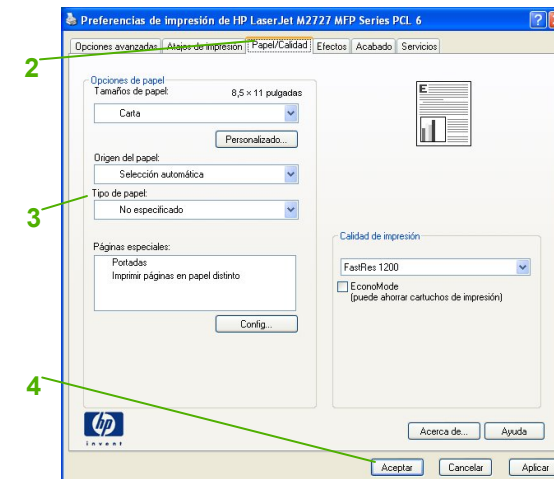 Preferencias de impresión de HP LaserJet M2727 MFP Series PCL 6
?
Opciones avanzadas Atajos de impresión Papel/Calidad Efectos Acabado Servicios
2
Opciones de papel
Tamaños de papel: 8,5 × 11 pulgadas
Carta
Personalizado...
Origen del papel:
Selección automática
Tipo de papel:
3
No especificado
Páginas especiales:
Portadas
Imprimir páginas en papel distinto
Config...
E
Calidad de impresión
FastRes 1200
EconoMode
(puede ahorrar cartuchos de impresión)
4
hp
invent
Acerca de... Ayuda
Aceptar Cancelar Aplicar